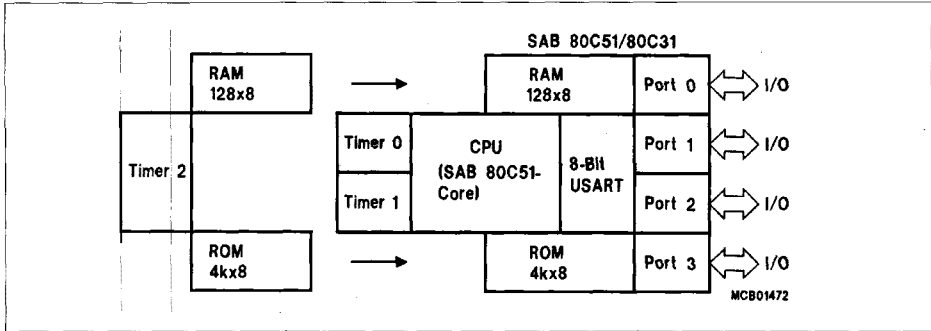 SAB 80C51/80C31
RAM
128x8
RAM
128x8
Port 0
I/O
Timer 2
Timer 0
Timer 1
CPU
(SAB 80C51-
Core)
8-Bit
USART
Port 1
I/O
Port 2
I/O
ROM
4kx8
ROM
4kx8
Port 3
I/O
MCB01472